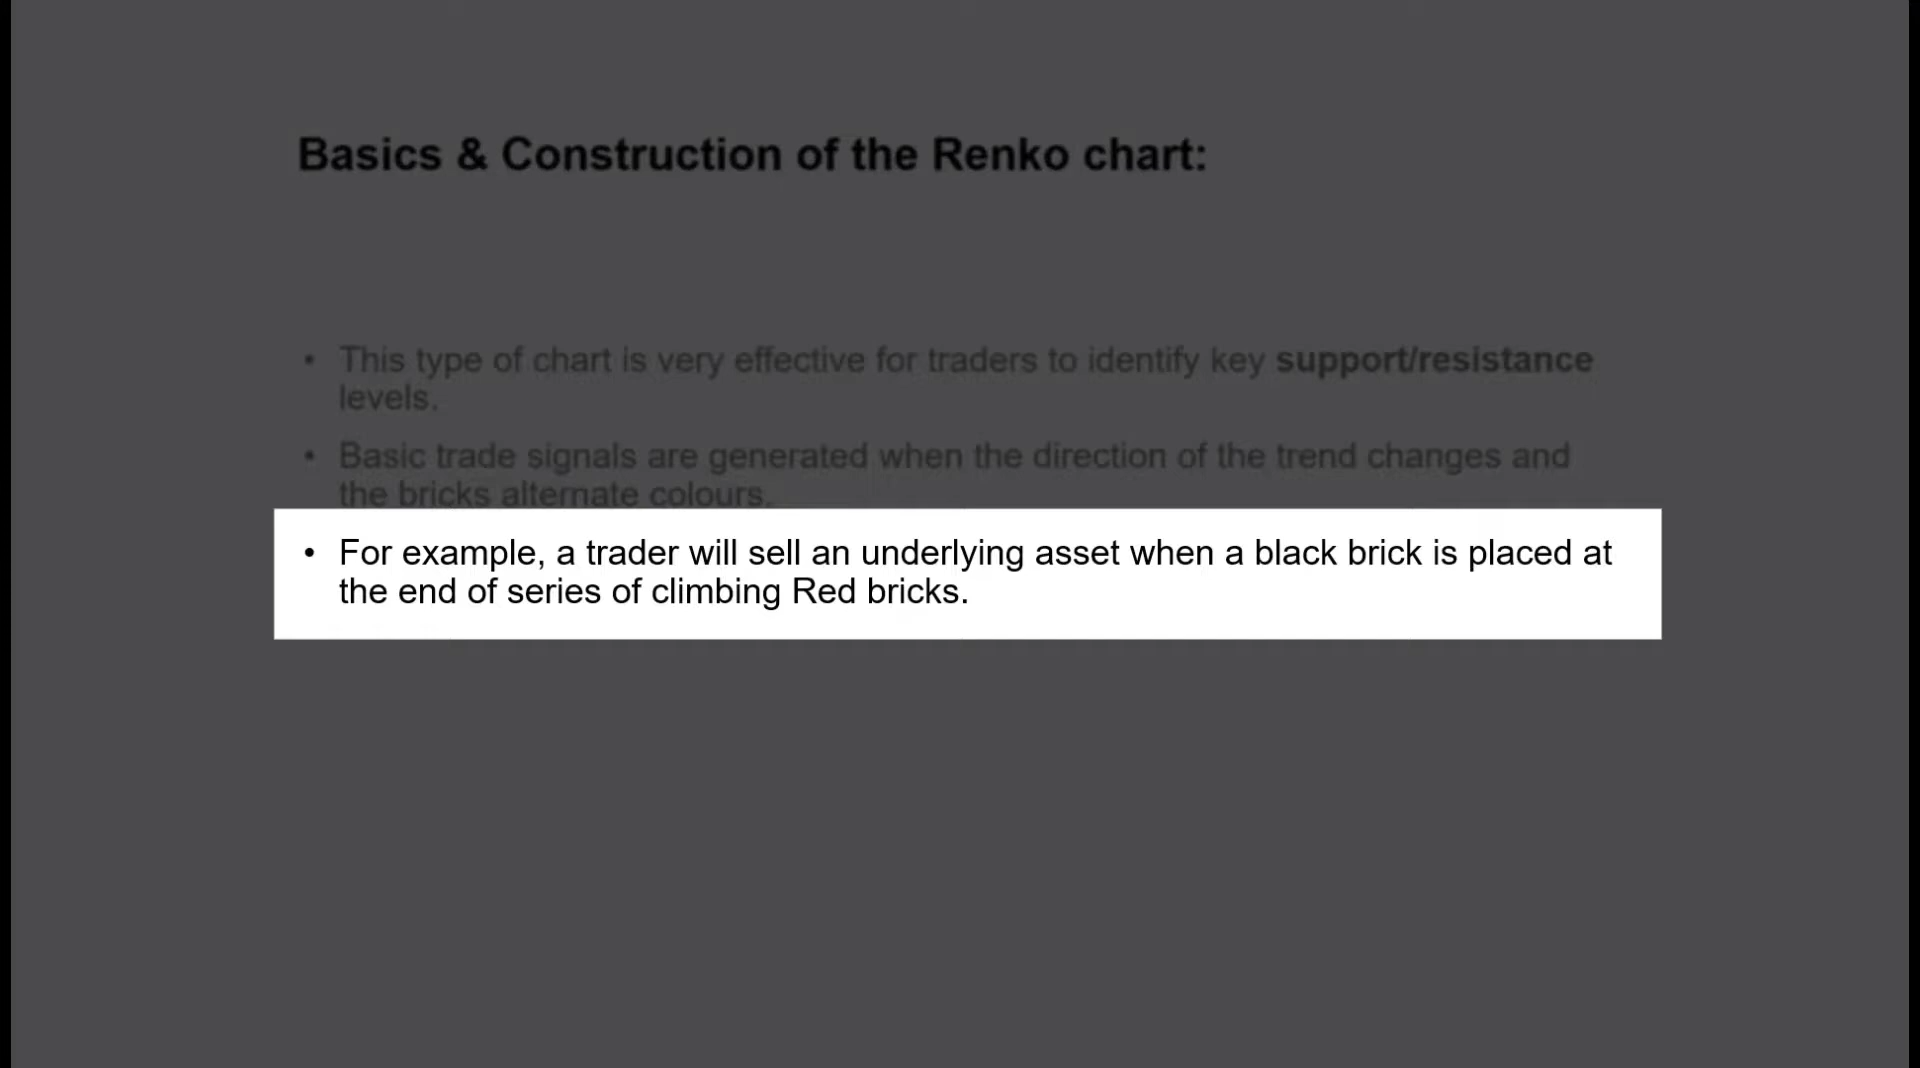 Basics & Construction of the Renko chart:
• This type of chart is very effective for traders to identify key support/resistance
levels.
• Basic trade signals are generated when the direction of the trend changes and
the bricks alternate colours.
• For example, a trader will sell an underlying asset when a black brick is placed at
the end of series of climbing Red bricks.